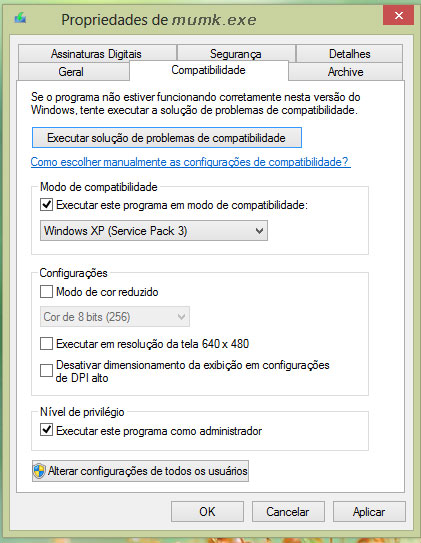 Propriedades de mumk.exe
Assinaturas Digitais
Segurança
Detalhes
Geral
Compatibilidade
Archive
Se o programa não estiver funcionando corretamente nesta versão do
Windows, tente executar a solução de problemas de compatibilidade.
Executar solução de problemas de compatibilidade
Como escolher manualmente as configurações de compatibilidade?
Modo de compatibilidade
Executar este programa em modo de compatibilidade:
Windows XP (Service Pack 3)
Configurações
Modo de cor reduzido
Cor de 8 bits (256)
Executar em resolução da tela 640 x 480
Desativar dimensionamento da exibição em configurações
de DPI alto
Nível de privilégio
Executar este programa como administrador
Alterar configurações de todos os usuários
OK
Cancelar
Aplicar